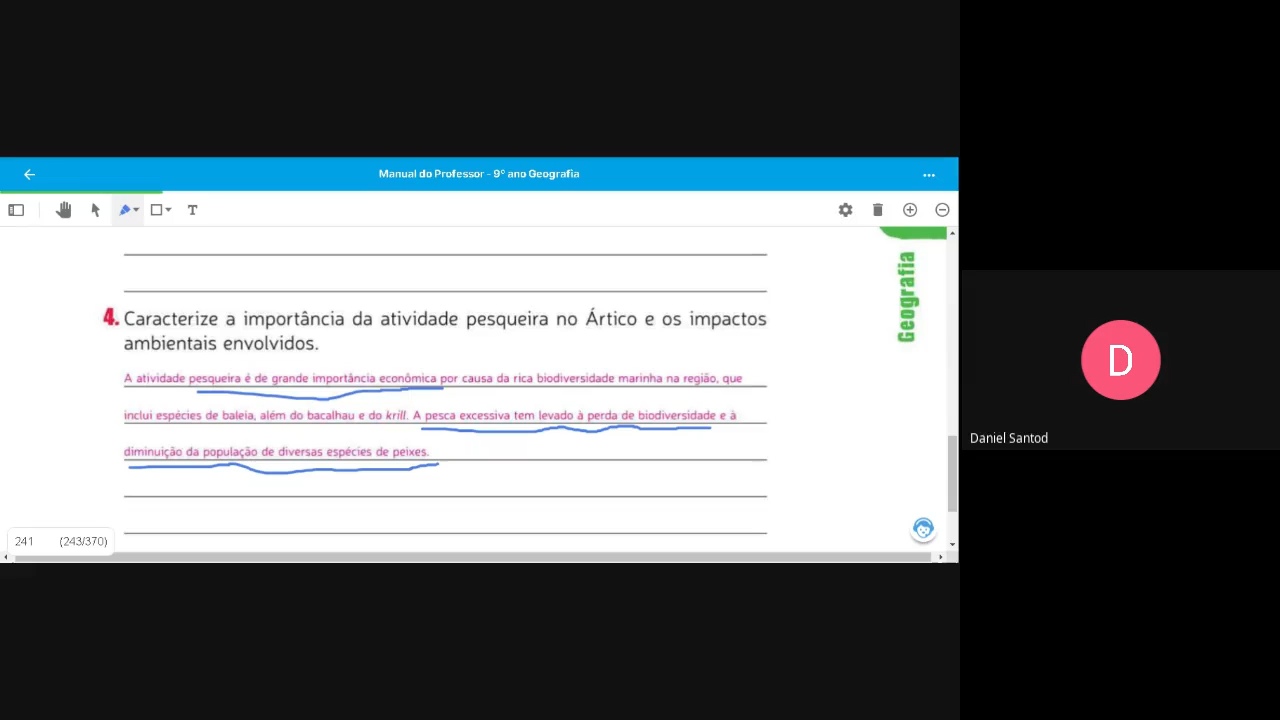 Manual do Professor - 9º ano Geografia
T
Geografia
4. Caracterize a importância da atividade pesqueira no Ártico e os impactos
ambientais envolvidos.
A atividade pesqueira é de grande importância econômica por causa da rica biodiversidade marinha na região, que
inclui espécies de baleia, além do bacalhau e do krill. A pesca excessiva tem levado à perda de biodiversidade e à
diminuição da população de diversas espécies de peixes.
241 (243/370)
D
Daniel Santod